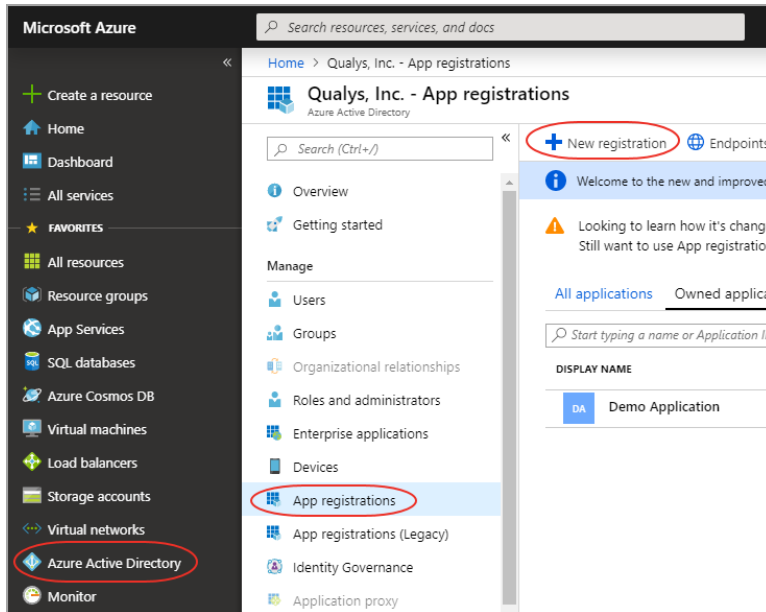 Microsoft Azure
Search resources, services, and docs
«
Create a resource
Home
Dashboard
All services
FAVORITES
All resources
Resource groups
App Services
SQL databases
Azure Cosmos DB
Virtual machines
Load balancers
Storage accounts
Virtual networks
Azure Active Directory
Monitor
Home > Qualys, Inc. - App registrations
Qualys, Inc. - App registrations
Azure Active Directory
Search (Ctrl+/)
«
Overview
Getting started
Manage
Users
Groups
Organizational relationships
Roles and administrators
Enterprise applications
Devices
App registrations
App registrations (Legacy)
Identity Governance
Application proxy
New registration Endpoints
Welcome to the new and improved
Looking to learn how it's chang
Still want to use App registratio
All applications Owned applica
Start typing a name or Application I
DISPLAY NAME
DA Demo Application